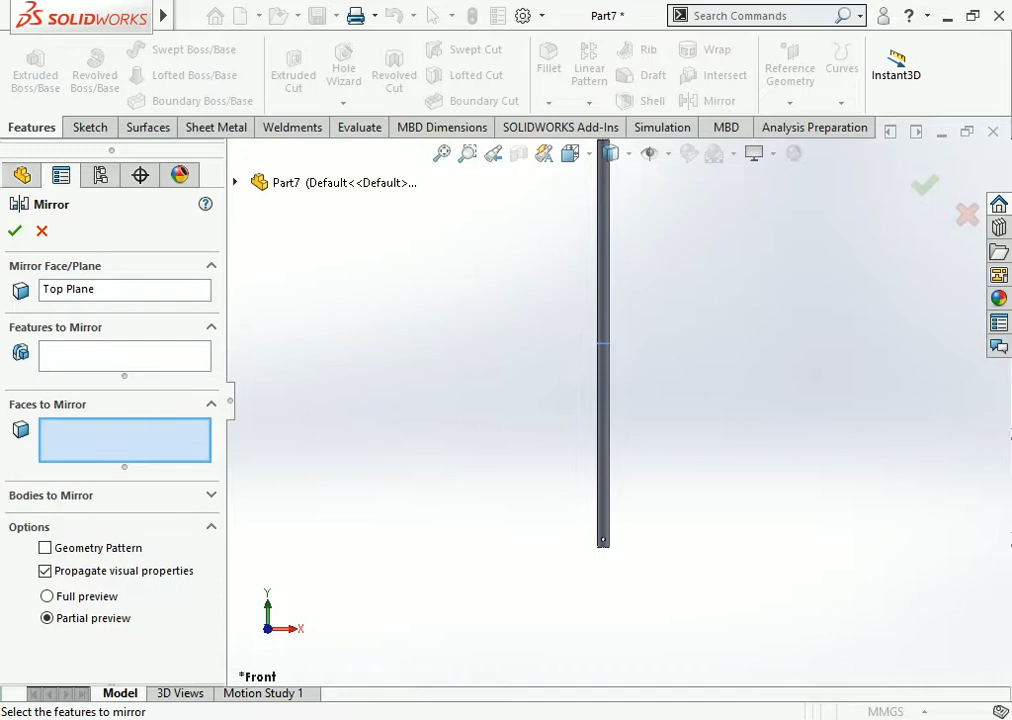 SOLIDWORKS
Part7 *
Search Commands
?
Extruded Boss/Base
Revolved Boss/Base
Swept Boss/Base
Lofted Boss/Base
Boundary Boss/Base
Extruded Cut
Hole Wizard
Revolved Cut
Swept Cut
Lofted Cut
Boundary Cut
Fillet
Linear Pattern
Rib
Draft
Shell
Wrap
Intersect
Mirror
Reference Geometry
Curves
Instant3D
Features Sketch Surfaces Sheet Metal Weldments Evaluate MBD Dimensions SOLIDWORKS Add-Ins Simulation MBD Analysis Preparation
Part7 (Default<<Default>...
Mirror
?
Mirror Face/Plane
Top Plane
Features to Mirror
Faces to Mirror
Bodies to Mirror
Options
Geometry Pattern
Propagate visual properties
Full preview
Partial preview
Y
X
*Front
Model 3D Views Motion Study 1
Select the features to mirror
MMGS